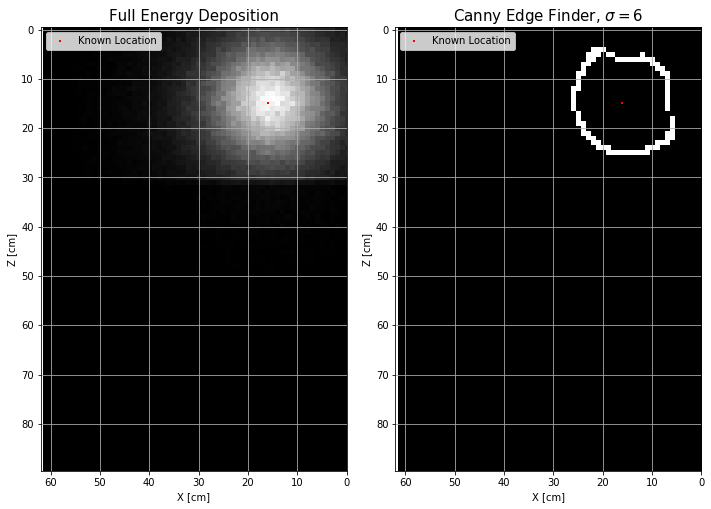 Full Energy Deposition
Known Location
0
10
20
30
40
50
60
70
80
Z [cm]
60 50 40 30 20 10 0
X [cm]
Canny Edge Finder, σ = 6
Known Location
0
10
20
30
40
50
60
70
80
Z [cm]
60 50 40 30 20 10 0
X [cm]